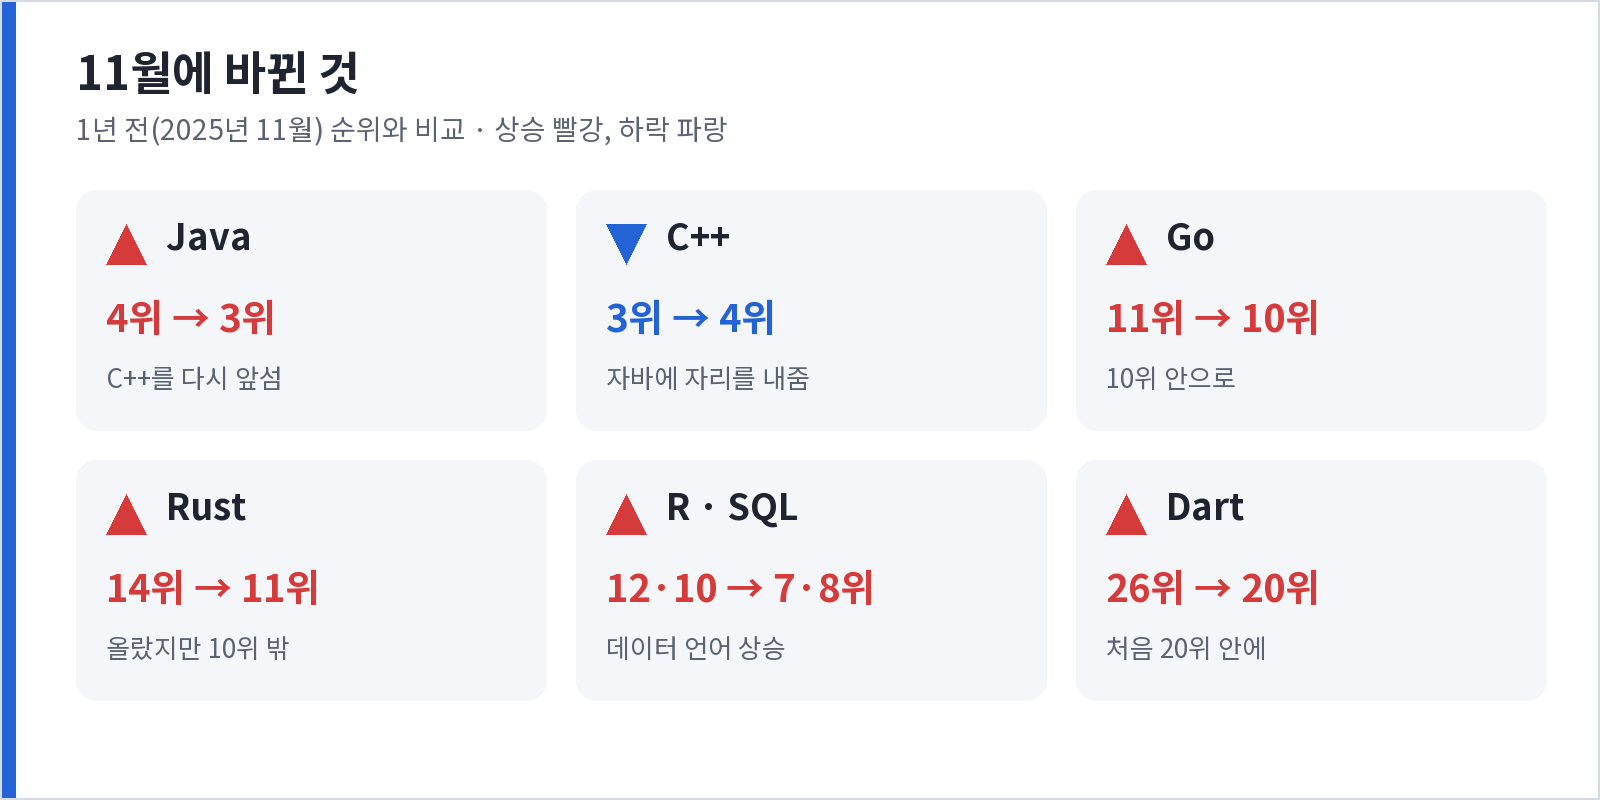 11월에 바뀐 것
1년 전(2025년 11월) 순위와 비교 · 상승 빨강, 하락 파랑
Java
4위 → 3위
C++를 다시 앞섬
C++
3위 → 4위
자바에 자리를 내줌
Go
11위 → 10위
10위 안으로
Rust
14위 → 11위
올랐지만 10위 밖
R · SQL
12·10 → 7·8위
데이터 언어 상승
Dart
26위 → 20위
처음 20위 안에